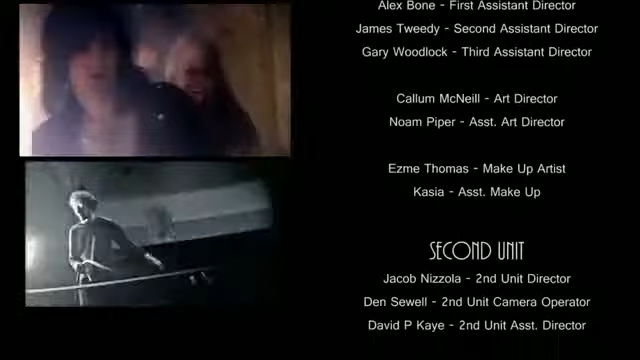 Alex Bone - First Assistant Director
James Tweedy - Second Assistant Director
Gary Woodlock - Third Assistant Director
Callum McNeill - Art Director
Noam Piper - Asst. Art Director
Ezme Thomas - Make Up Artist
Kasia - Asst. Make Up
SECOND UNIT
Jacob Nizzola - 2nd Unit Director
Den Sewell - 2nd Unit Camera Operator
David P Kaye - 2nd Unit Asst. Director